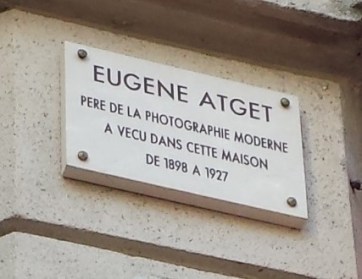 EUGENE ATGET
PERE DE LA PHOTOGRAPHIE MODERNE
A VECU DANS CETTE MAISON
DE 1898 A 1927